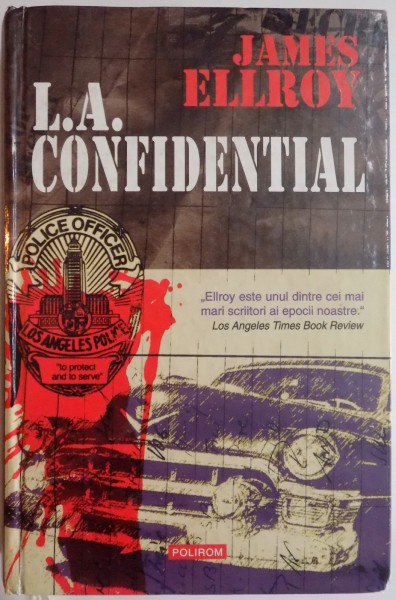 JAMES
ELLROY
L.A.
CONFIDENTIAL
POLICE OFFICER
LOS ANGELES POLICE
"to protect
and to serve"
„Ellroy este unul dintre cei mai
mari scriitori ai epocii noastre.“
Los Angeles Times Book Review
POLIROM